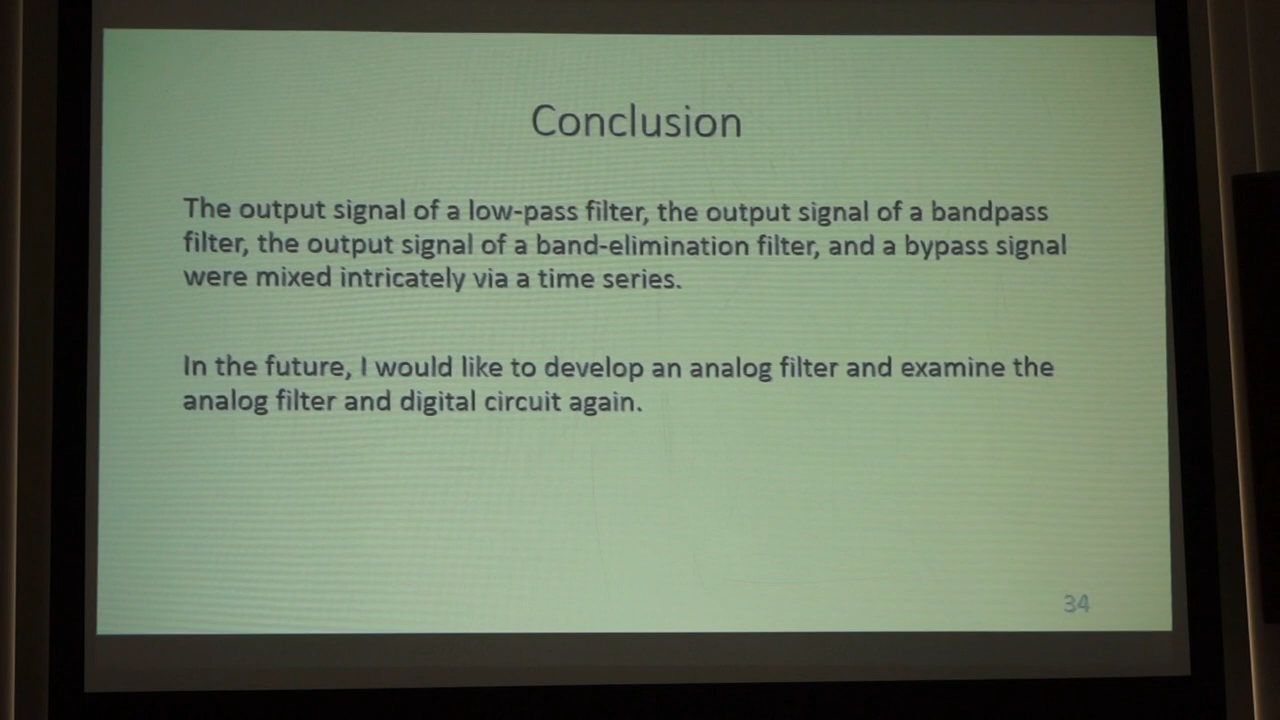 Conclusion
The output signal of a low-pass filter, the output signal of a bandpass
filter, the output signal of a band-elimination filter, and a bypass signal
were mixed intricately via a time series.
In the future, I would like to develop an analog filter and examine the
analog filter and digital circuit again.
34